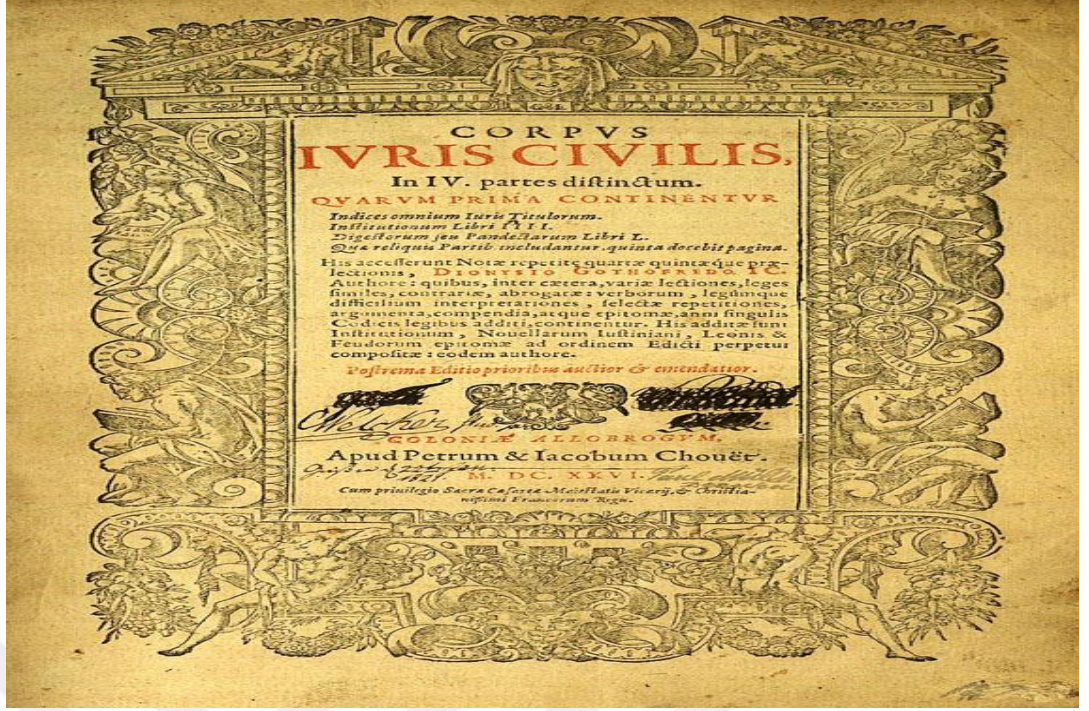 CORPVS
IVRIS CIVILIS,
In IV. partes diſtinctum.
QVARVM PRIMA CONTINENTVR
Indices omnium Iuris Titulorum.
Inſtitutionum Libri IIII.
Digeſtorum ſeu Pandectarum Libri L.
Quæ reliquis Partib. includantur, quinta docebit pagina.
His acceſſerunt Notæ repetitæ quartæ quintæque præ-
lectionis, DIONYSIO GOTHOFREDO, IC.
Authore: quibus, inter cætera, variæ lectiones, leges
ſimiles, contrariæ, abrogatæ: verborum, legúmque
difficilium interpretationes, ſelectæ repetitiones,
argumenta, compendia, atque epitomæ, anni ſingulis
Codicis legibus additi, continentur. His additæ ſunt
Inſtitutionum, Nouellarum Iuſtiniani, Leonis &
Feudorum epitomæ ad ordinem Edicti perpetui
compoſitæ: eodem authore.
Poſtrema Editio prioribus auctior & emendatior.
CWelcker
COLONIÆ ALLOBROGVM,
Apud Petrum & Iacobum Chouët.
M. DC. XXVI.
Cum priuilegio Sacræ Cæſareæ Maieſtatis Vicarij, & Chriſtia-
niſſimi Francorum Regis.